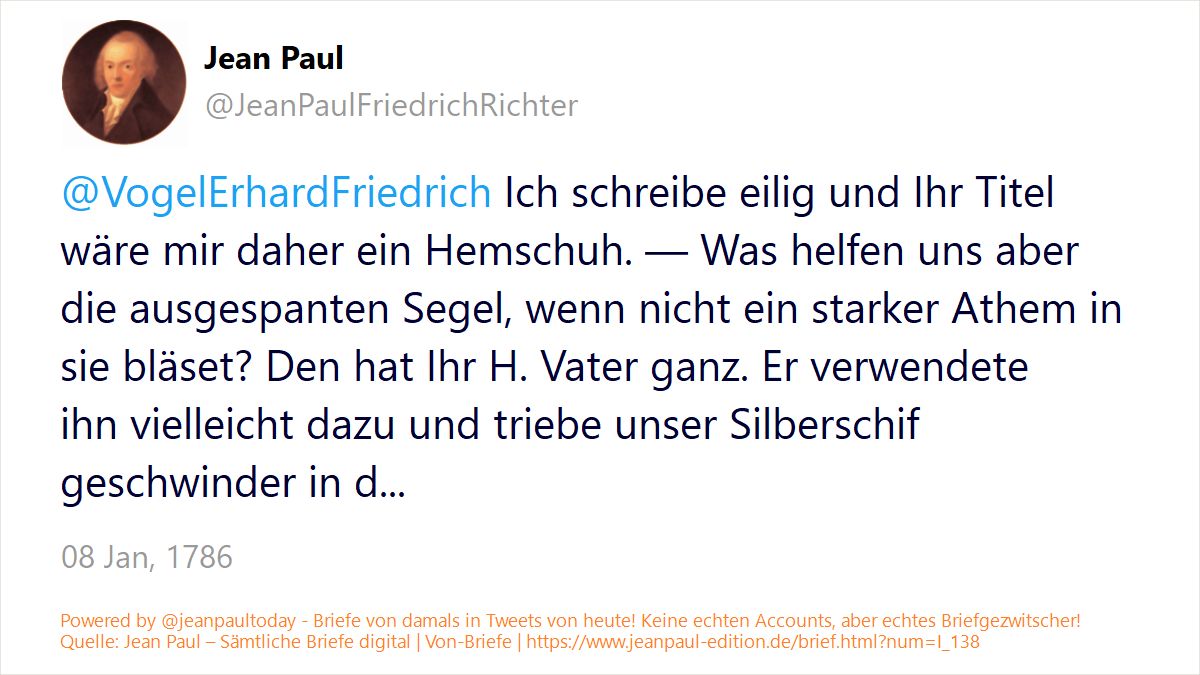 Jean Paul
@JeanPaulFriedrichRichter
@VogelErhardFriedrich Ich schreibe eilig und Ihr Titel
wäre mir daher ein Hemschuh. — Was helfen uns aber
die ausgespanten Segel, wenn nicht ein starker Athem in
sie bläset? Den hat Ihr H. Vater ganz. Er verwendete
ihn vielleicht dazu und triebe unser Silberschif
geschwinder in d...
08 Jan, 1786
Powered by @jeanpaultoday - Briefe von damals in Tweets von heute! Keine echten Accounts, aber echtes Briefgezwitscher!
Quelle: Jean Paul – Sämtliche Briefe digital | Von-Briefe | https://www.jeanpaul-edition.de/brief.html?num=I_138